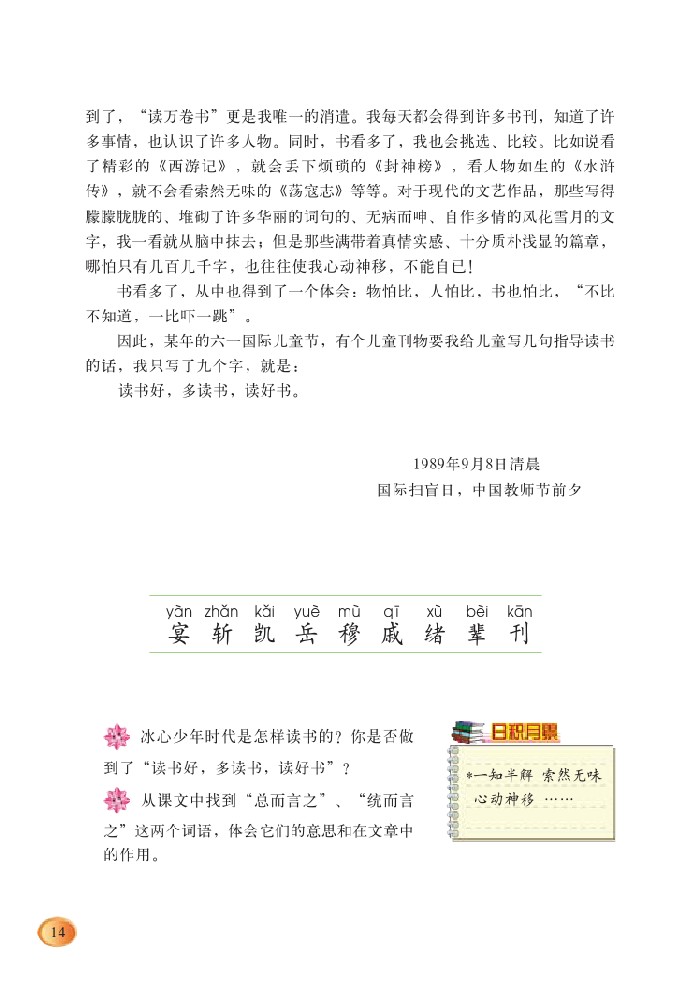 到了，“读万卷书”更是我唯一的消遣。我每天都会得到许多书刊，知道了许
多事情，也认识了许多人物。同时，书看多了，我也会挑选、比较。比如说看
了精彩的《西游记》，就会丢下烦琐的《封神榜》，看人物如生的《水浒
传》，就不会看索然无味的《荡寇志》等等。对于现代的文艺作品，那些写得
朦朦胧胧的、堆砌了许多华丽的词句的、无病而呻、自作多情的风花雪月的文
字，我一看就从脑中抹去；但是那些满带着真情实感、十分质朴浅显的篇章，
哪怕只有几百几千字，也往往使我心动神移，不能自已！
书看多了，从中也得到了一个体会：物怕比，人怕比，书也怕比，“不比
不知道，一比吓一跳”。
因此，某年的六一国际儿童节，有个儿童刊物要我给儿童写几句指导读书
的话，我只写了九个字，就是：
读书好，多读书，读好书。
1989年9月8日清晨
国际扫盲日，中国教师节前夕
yàn zhǎn kǎi yuè mù qī xù bèi kān
宴 斩 凯 岳 穆 戚 绪 辈 刊
冰心少年时代是怎样读书的？你是否做
到了“读书好，多读书，读好书”？
从课文中找到“总而言之”、“统而言
之”这两个词语，体会它们的意思和在文章中
的作用。
日积月累
*一知半解 索然无味
心动神移 ……
14